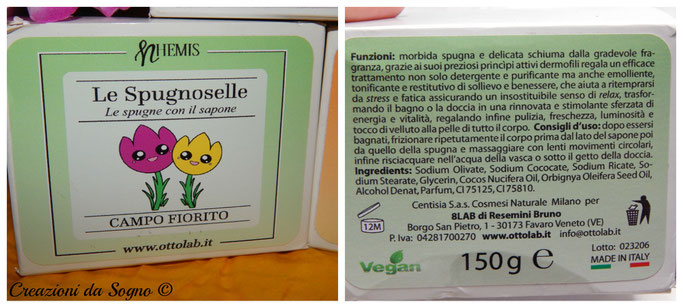 NHEMIS
Le Spugnoselle
Le spugne con il sapone
CAMPO FIORITO
www.ottolab.it
Creazioni da Sogno ©
Funzioni: morbida spugna e delicata schiuma dalla gradevole fra-
granza, grazie ai suoi preziosi principi attivi dermofili regala un efficace
trattamento non solo detergente e purificante ma anche emolliente,
tonificante e restitutivo di sollievo e benessere, che aiuta a ritemprarsi
da stress e fatica assicurando un insostituibile senso di relax, trasfor-
mando il bagno o la doccia in una rinnovata e stimolante sferzata di
energia e vitalità, regalando infine pulizia, freschezza, luminosità e
tocco di velluto alla pelle di tutto il corpo. Consigli d'uso: dopo essersi
bagnati, frizionare ripetutamente il corpo prima dal lato del sapone poi
da quello della spugna e massaggiare con lenti movimenti circolari,
infine risciacquare nell'acqua della vasca o sotto il getto della doccia.
Ingredients: Sodium Olivate, Sodium Cocoate, Sodium Ricate, So-
dium Stearate, Glycerin, Cocos Nucifera Oil, Orbignya Oleifera Seed Oil,
Alcohol Denat, Parfum, CI 75125, CI75810.
Centisia S.a.s. Cosmesi Naturale Milano per
8LAB di Resemini Bruno
Borgo San Pietro, 1 - 30173 Favaro Veneto (VE)
P. Iva: 04281700270 www.ottolab.it info@ottolab.it
12M
Lotto: 023206
Vegan
150g e
MADE IN ITALY